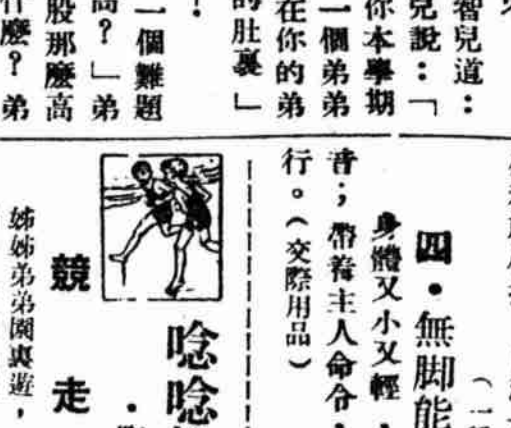 智兒道：
兒說：「
你本學期
一個弟弟
在你的弟
的肚裏」
？
一個難題
高？」弟
股那麼高
什麼？弟
四•無脚能
身體又小又輕，
音；帶着主人命令，
行。（交際用品）
唸唸
競走
姊姊弟弟園裏遊，